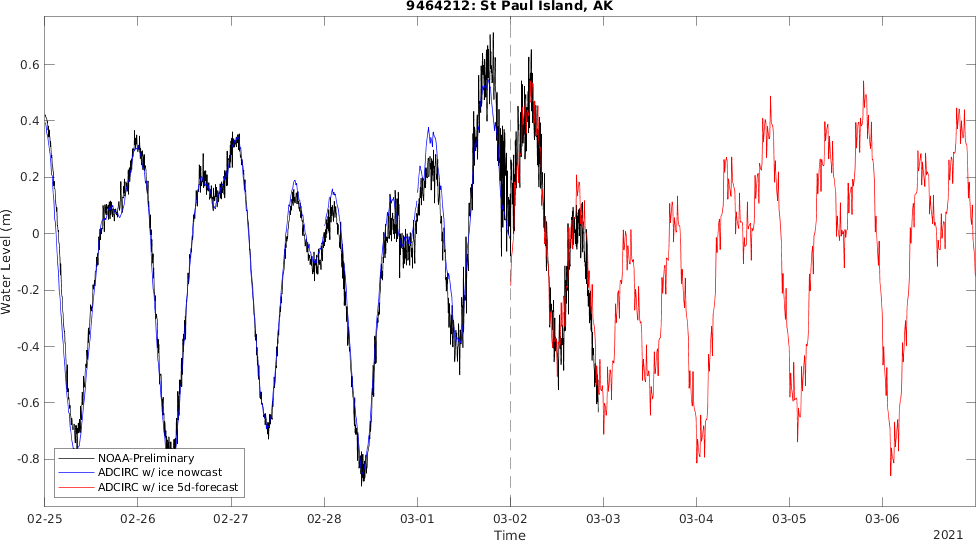 9464212: St Paul Island, AK
Water Level (m)
0.6
0.4
0.2
0
-0.2
-0.4
-0.6
-0.8
NOAA-Preliminary
ADCIRC w/ ice nowcast
ADCIRC w/ ice 5d-forecast
02-25 02-26 02-27 02-28 03-01 03-02 03-03 03-04 03-05 03-06
Time
2021